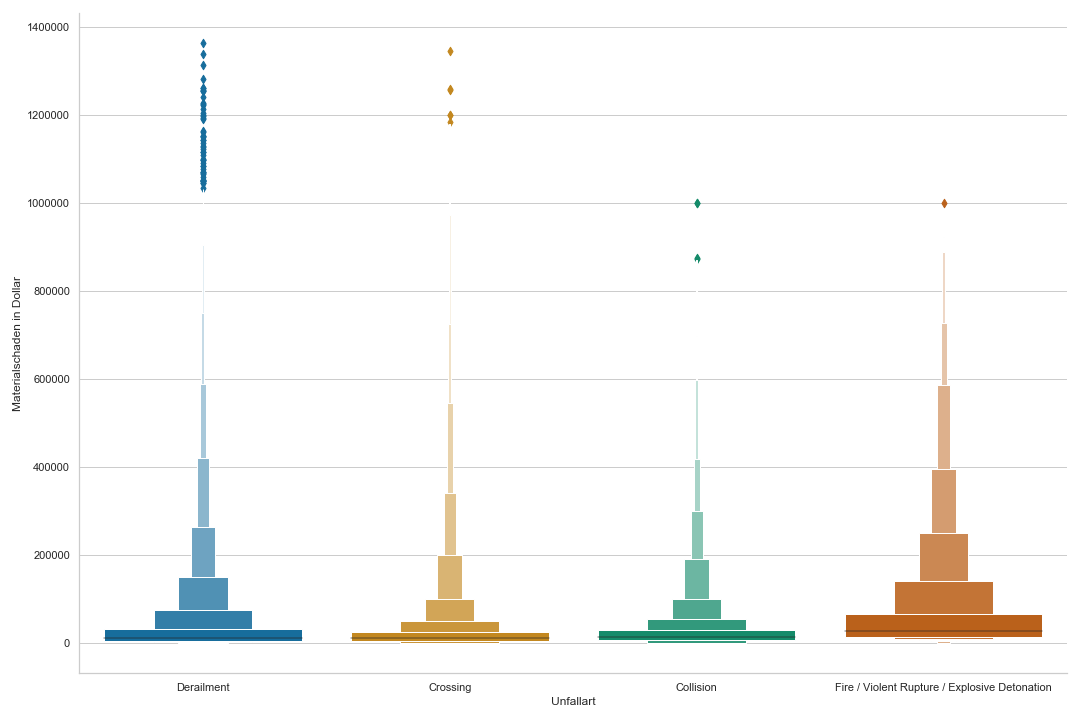 1400000
1200000
1000000
800000
600000
400000
200000
0
Materialschaden in Dollar
Derailment
Crossing
Collision
Fire / Violent Rupture / Explosive Detonation
Unfallart